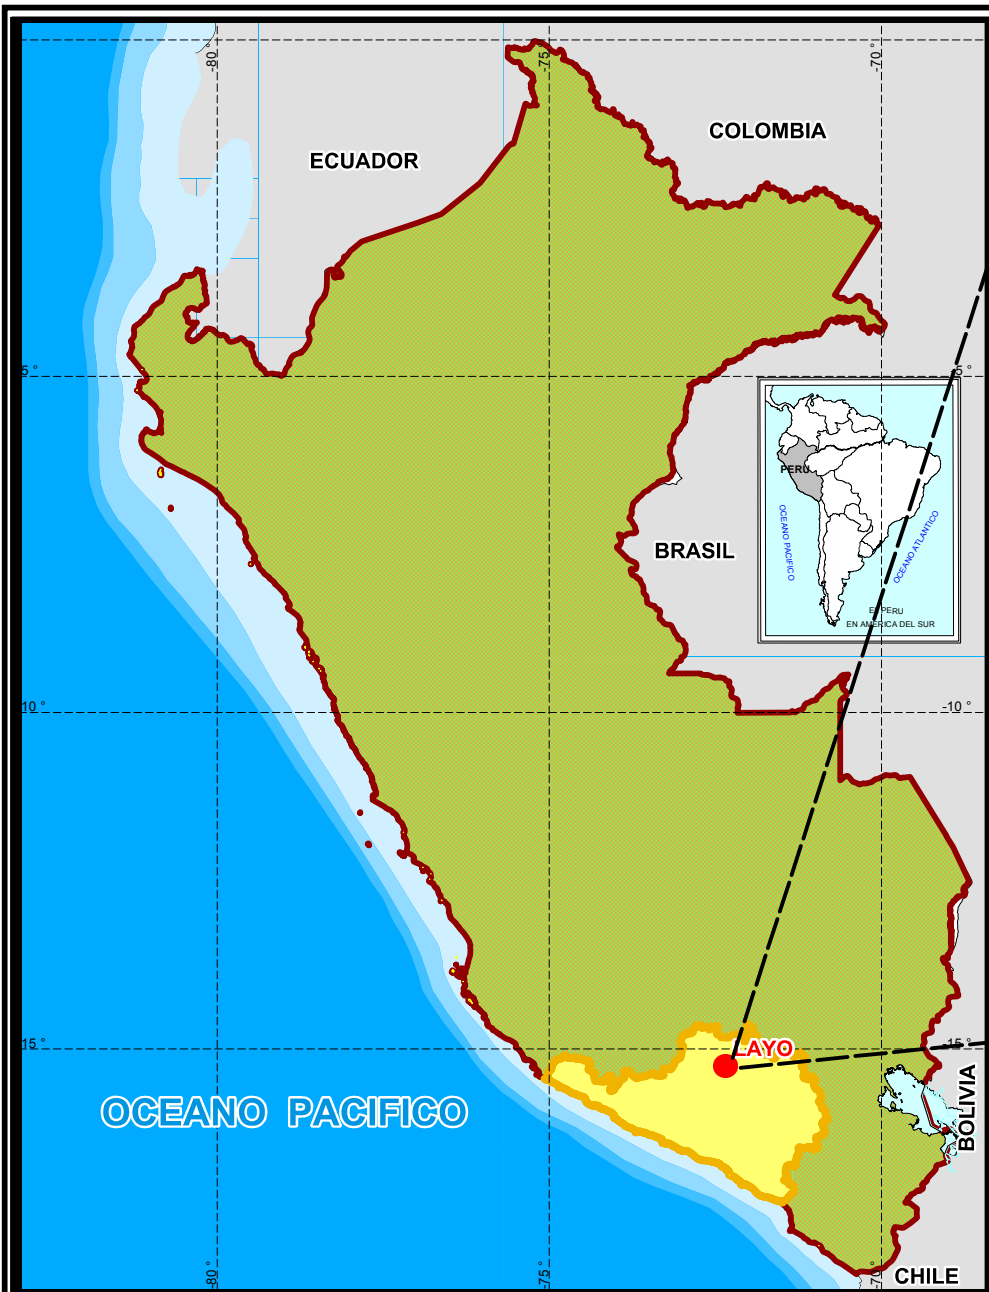 -80 °
-75 °
-70 °
COLOMBIA
ECUADOR
5 °
5 °
PERU
BRASIL
OCEANO PACIFICO
OCEANO ATLANTICO
EL PERU
EN AMERICA DEL SUR
10 °
-10 °
15 °
-15 °
LAYO
OCEANO PACIFICO
BOLIVIA
-80 °
-75 °
-70 °
CHILE